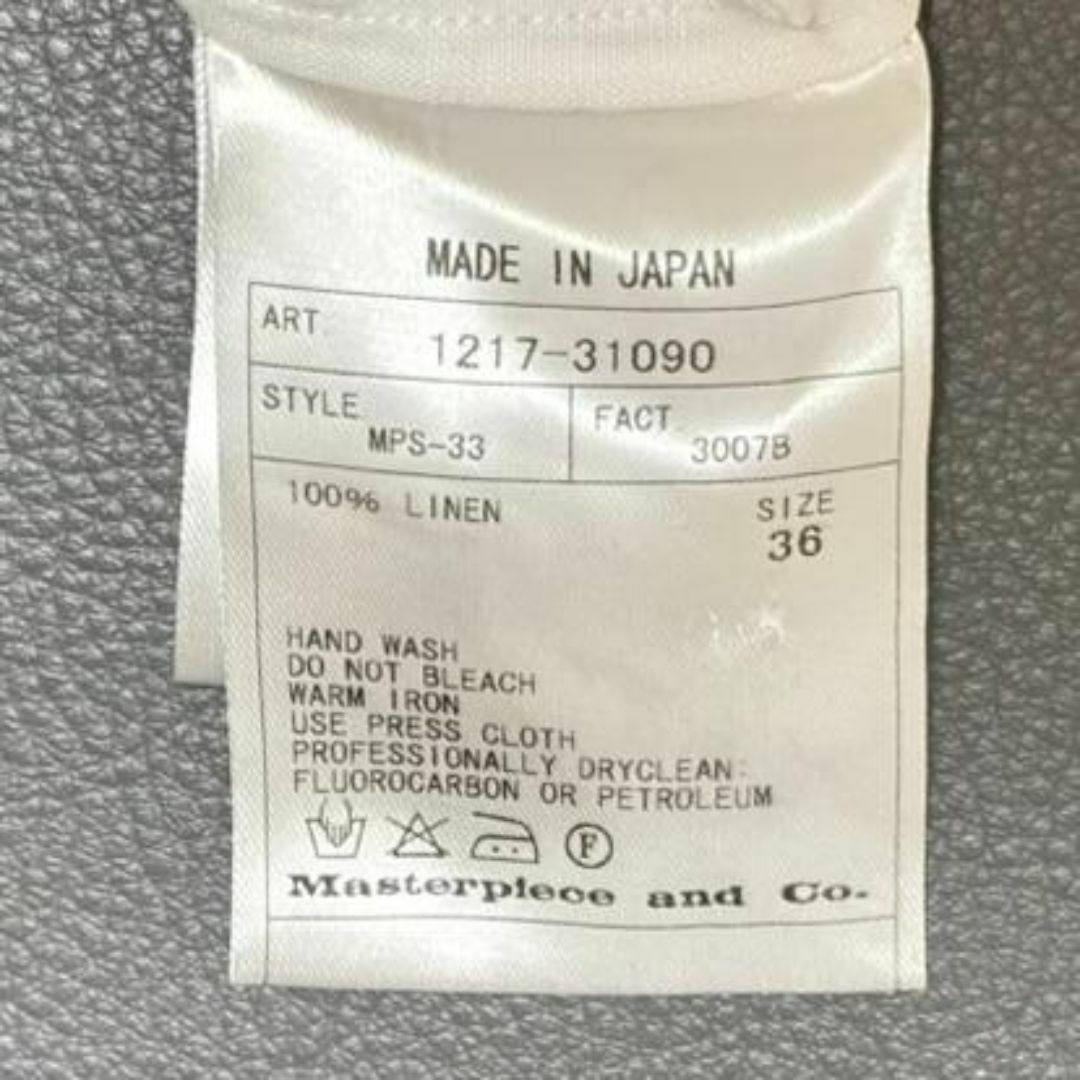 MADE IN JAPAN
ART.
1217-31090
STYLE FACT.
MPS-33 3007B
100% LINEN SIZE
36
HAND WASH
DO NOT BLEACH
WARM IRON
USE PRESS CLOTH
PROFESSIONALLY DRYCLEAN:
FLUOROCARBON OR PETROLEUM
F
Masterpiece and Co.